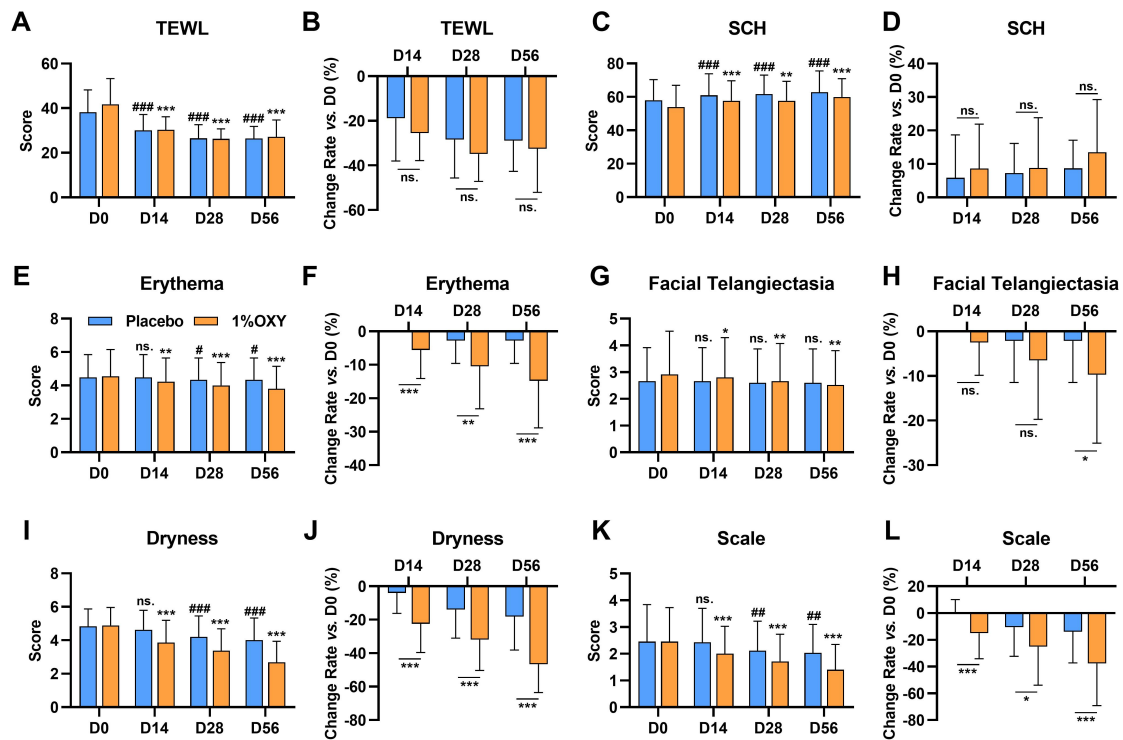 A
TEWL
Score
60
40
20
0
### *** ### *** ### ***
D0 D14 D28 D56
B
TEWL
D14 D28 D56
Change Rate vs. D0 (%)
0
-20
-40
-60
ns. ns. ns.
C
SCH
Score
80
60
40
20
0
### *** ### ** ### ***
D0 D14 D28 D56
D
SCH
Change Rate vs. D0 (%)
40
30
20
10
0
ns. ns. ns.
D14 D28 D56
E
Erythema
Placebo 1%OXY
Score
8
6
4
2
0
ns. ** # *** # ***
D0 D14 D28 D56
F
Erythema
D14 D28 D56
Change Rate vs. D0 (%)
0
-10
-20
-30
-40
*** ** ***
G
Facial Telangiectasia
Score
5
4
3
2
1
0
ns. * ns. ** ns. **
D0 D14 D28 D56
H
Facial Telangiectasia
D14 D28 D56
Change Rate vs. D0 (%)
0
-10
-20
-30
ns. ns. *
I
Dryness
Score
8
6
4
2
0
ns. *** ### *** ### ***
D0 D14 D28 D56
J
Dryness
D14 D28 D56
Change Rate vs. D0 (%)
0
-20
-40
-60
-80
*** *** ***
K
Scale
Score
5
4
3
2
1
0
ns. *** ## *** ## ***
D0 D14 D28 D56
L
Scale
D14 D28 D56
Change Rate vs. D0 (%)
20
0
-20
-40
-60
-80
*** * ***